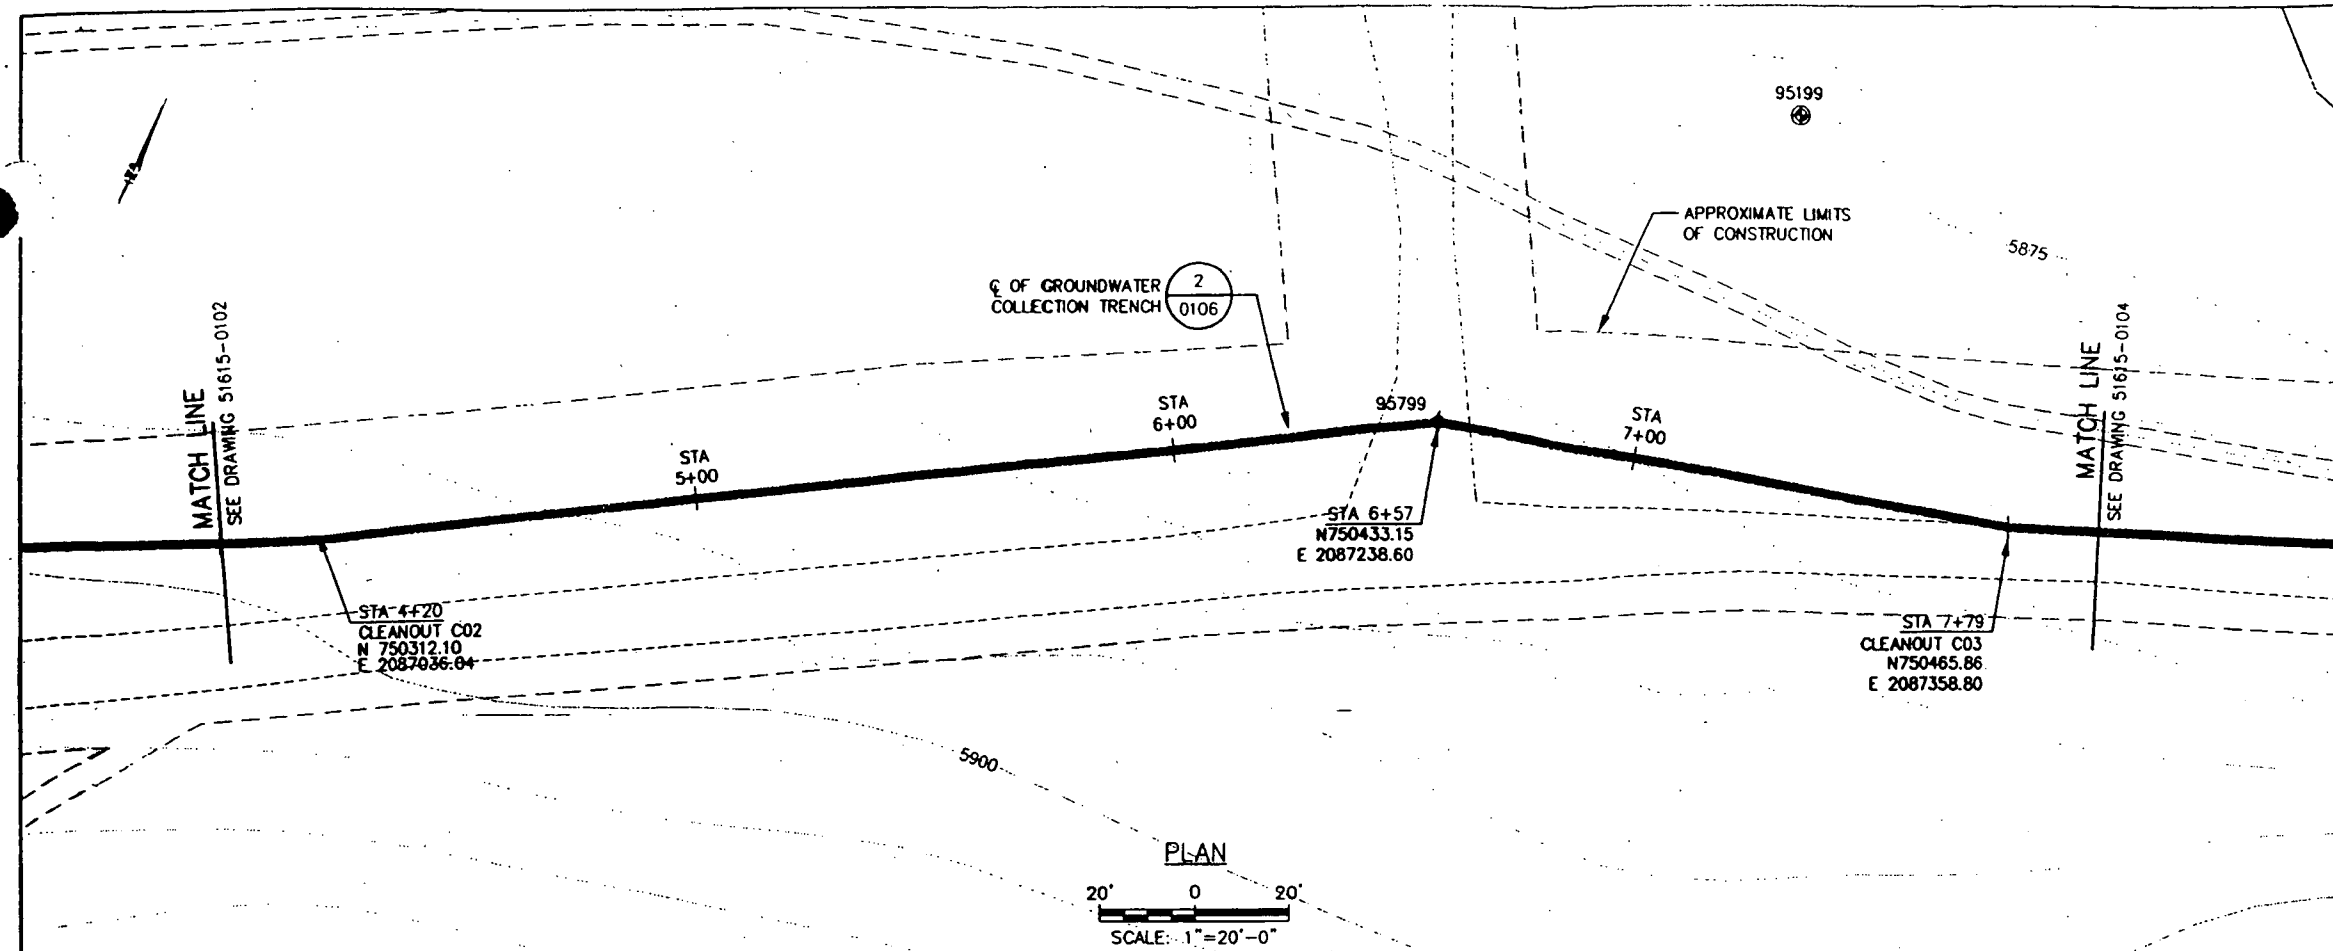 95199
APPROXIMATE LIMITS
OF CONSTRUCTION
5875
℄ OF GROUNDWATER
COLLECTION TRENCH
2
0106
MATCH LINE
SEE DRAWING 51615-0102
MATCH LINE
SEE DRAWING 51615-0104
STA
5+00
STA
6+00
95799
STA
7+00
STA 6+57
N750433.15
E 2087238.60
STA 4+20
CLEANOUT C02
N 750312.10
E 2087036.04
STA 7+79
CLEANOUT C03
N750465.86
E 2087358.80
5900
PLAN
20' 0 20'
SCALE: 1"=20'-0"